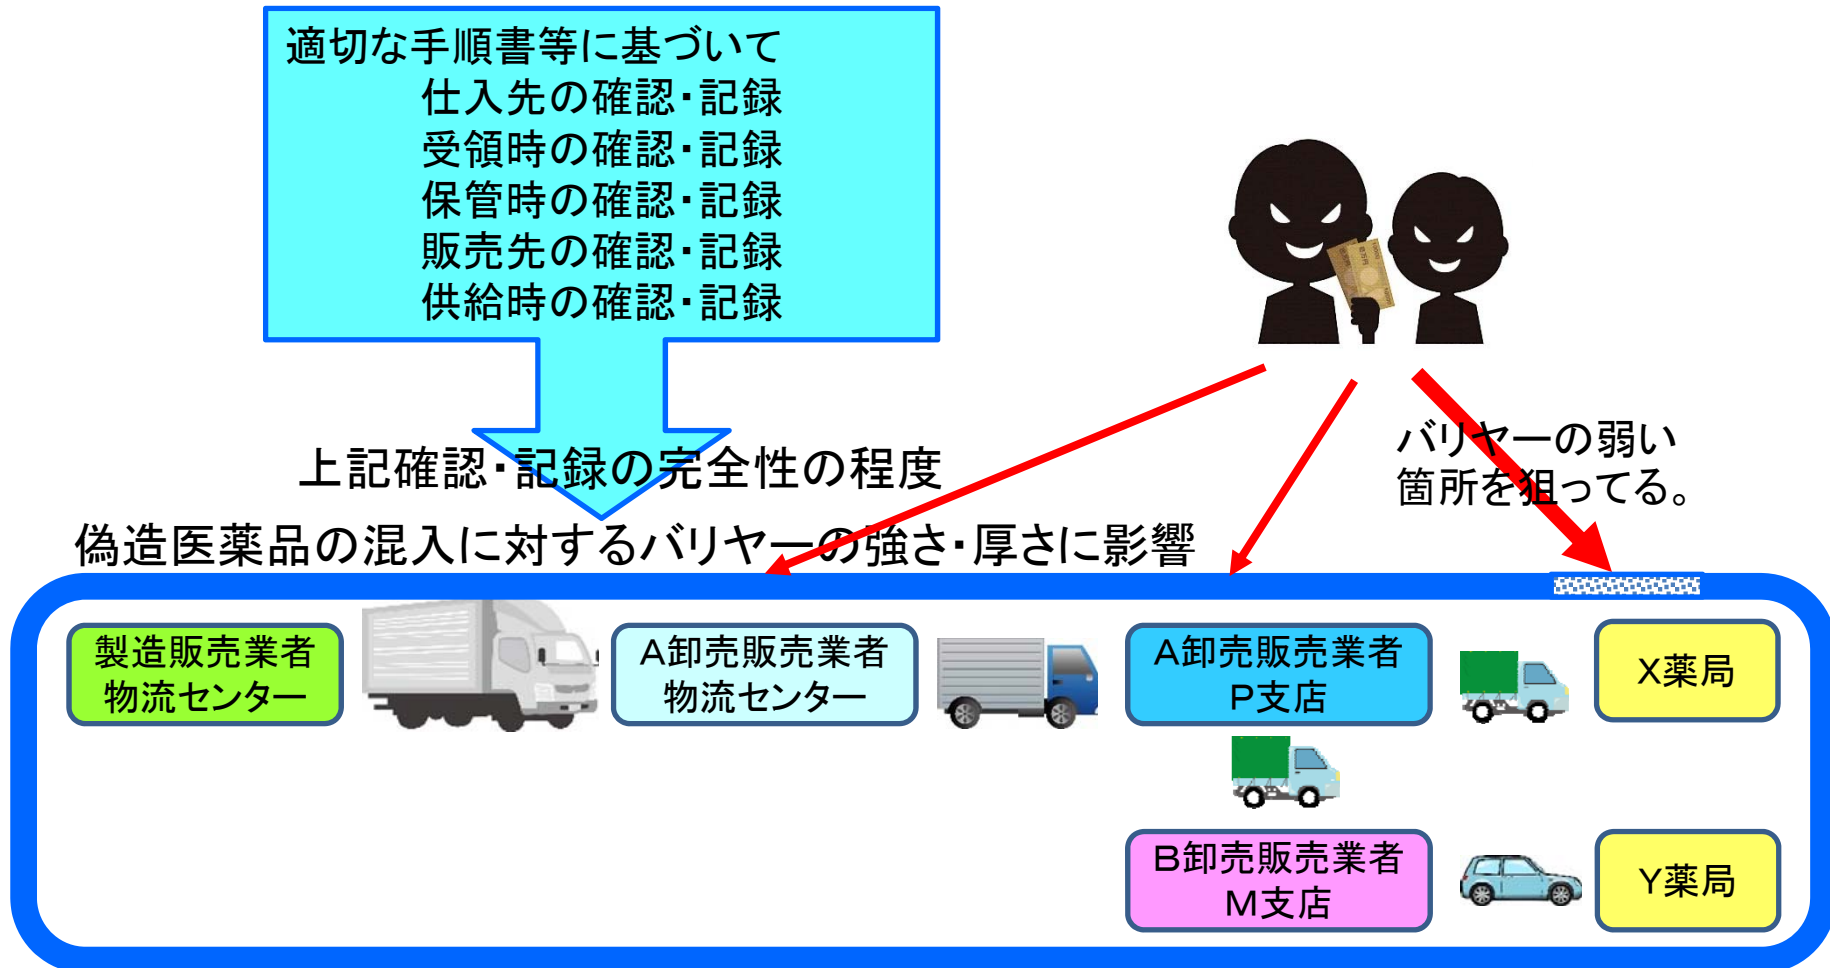 適切な手順書等に基づいて
仕入先の確認・記録
受領時の確認・記録
保管時の確認・記録
販売先の確認・記録
供給時の確認・記録
上記確認・記録の完全性の程度
偽造医薬品の混入に対するバリヤーの強さ・厚さに影響
バリヤーの弱い
箇所を狙ってる。
製造販売業者
物流センター
A卸売販売業者
物流センター
A卸売販売業者
P支店
X薬局
B卸売販売業者
M支店
Y薬局